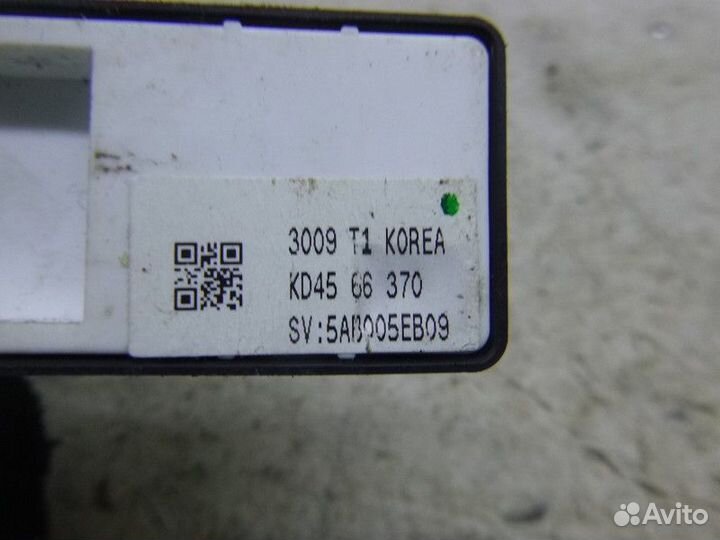 3009 T1 KOREA
KD45 66 370
SV:5AB005EB09
Avito